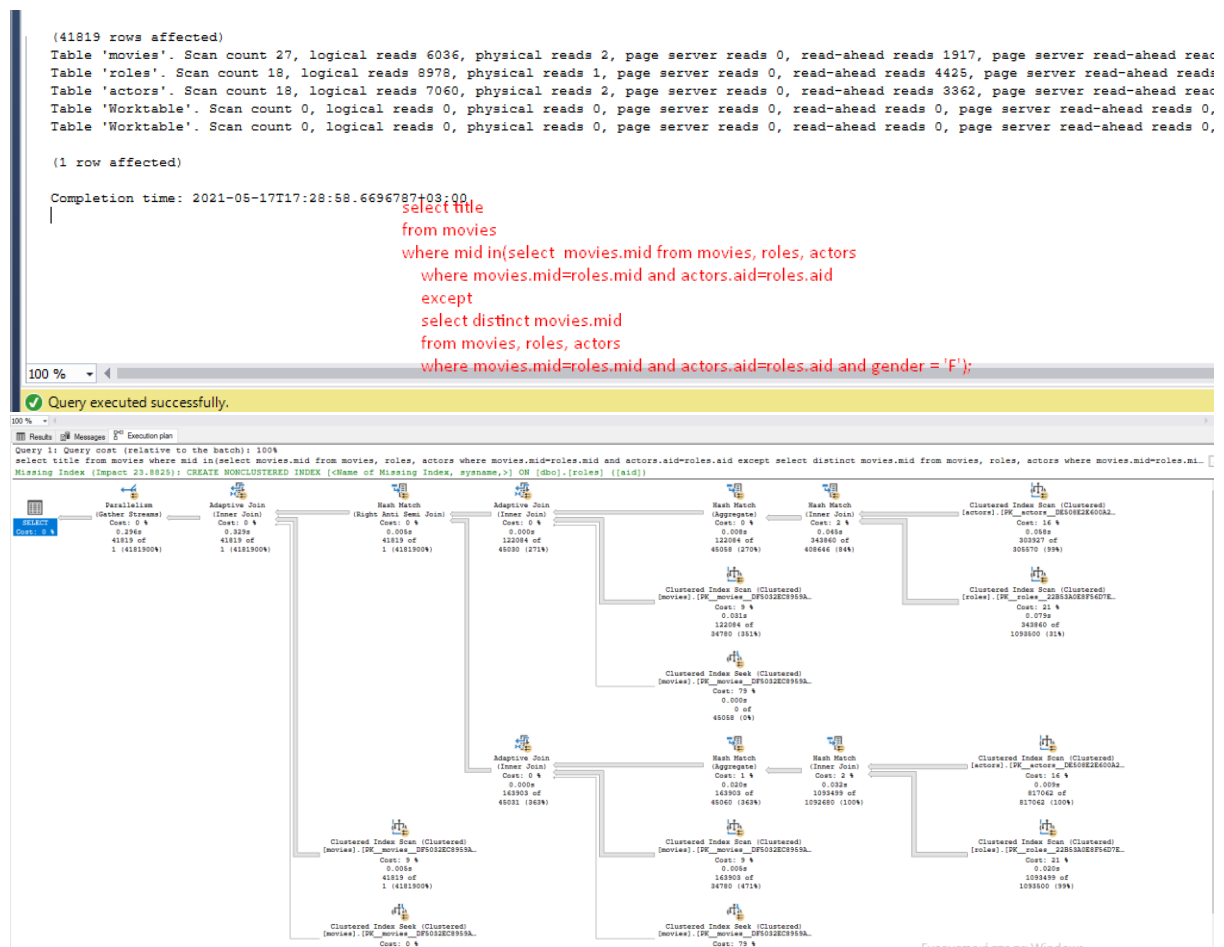 (41819 rows affected)
Table 'movies'. Scan count 27, logical reads 6036, physical reads 2, page server reads 0, read-ahead reads 1917, page server read-ahead read
Table 'roles'. Scan count 18, logical reads 8978, physical reads 1, page server reads 0, read-ahead reads 4425, page server read-ahead reads
Table 'actors'. Scan count 18, logical reads 7060, physical reads 2, page server reads 0, read-ahead reads 3362, page server read-ahead read
Table 'Worktable'. Scan count 0, logical reads 0, physical reads 0, page server reads 0, read-ahead reads 0, page server read-ahead reads 0,
Table 'Worktable'. Scan count 0, logical reads 0, physical reads 0, page server reads 0, read-ahead reads 0, page server read-ahead reads 0,
(1 row affected)
Completion time: 2021-05-17T17:28:58.6696787+03:00
select title
from movies
where mid in(select movies.mid from movies, roles, actors
where movies.mid=roles.mid and actors.aid=roles.aid
except
select distinct movies.mid
from movies, roles, actors
where movies.mid=roles.mid and actors.aid=roles.aid and gender = 'F');
100 %
Query executed successfully.
100 %
Results Messages Execution plan
Query 1: Query cost (relative to the batch): 100%
select title from movies where mid in(select movies.mid from movies, roles, actors where movies.mid=roles.mid and actors.aid=roles.aid except select distinct movies.mid from movies, roles, actors where movies.mid=roles.mi...
Missing Index (Impact 23.8825): CREATE NONCLUSTERED INDEX [<Name of Missing Index, sysname,>] ON [dbo].[roles] ([aid])
SELECT
Cost: 0 %
Parallelism
(Gather Streams)
Cost: 0 %
0.296s
41819 of
1 (4181900%)
Adaptive Join
(Inner Join)
Cost: 0 %
0.329s
41819 of
1 (4181900%)
Hash Match
(Right Anti Semi Join)
Cost: 0 %
0.005s
41819 of
1 (4181900%)
Adaptive Join
(Inner Join)
Cost: 0 %
0.000s
122084 of
45030 (271%)
Hash Match
(Aggregate)
Cost: 0 %
0.008s
122084 of
45058 (270%)
Hash Match
(Inner Join)
Cost: 2 %
0.045s
343860 of
408646 (84%)
Clustered Index Scan (Clustered)
[actors].[PK__actors__DE508E2E600A2...
Cost: 16 %
0.058s
303927 of
305570 (99%)
Clustered Index Scan (Clustered)
[movies].[PK__movies__DF5032EC8959A...
Cost: 9 %
0.031s
122084 of
34780 (351%)
Clustered Index Scan (Clustered)
[roles].[PK__roles__22B53A0E8F56D7E...
Cost: 21 %
0.079s
343860 of
1093500 (31%)
Clustered Index Seek (Clustered)
[movies].[PK__movies__DF5032EC8959A...
Cost: 79 %
0.000s
0 of
45058 (0%)
Adaptive Join
(Inner Join)
Cost: 0 %
0.000s
163903 of
45031 (363%)
Hash Match
(Aggregate)
Cost: 1 %
0.020s
163903 of
45060 (363%)
Hash Match
(Inner Join)
Cost: 2 %
0.032s
1093499 of
1092680 (100%)
Clustered Index Scan (Clustered)
[actors].[PK__actors__DE508E2E600A2...
Cost: 16 %
0.009s
817062 of
817062 (100%)
Clustered Index Scan (Clustered)
[movies].[PK__movies__DF5032EC8959A...
Cost: 9 %
0.005s
41819 of
1 (4181900%)
Clustered Index Scan (Clustered)
[movies].[PK__movies__DF5032EC8959A...
Cost: 9 %
0.005s
163903 of
34780 (471%)
Clustered Index Scan (Clustered)
[roles].[PK__roles__22B53A0E8F56D7E...
Cost: 21 %
0.020s
1093499 of
1093500 (99%)
Clustered Index Seek (Clustered)
[movies].[PK__movies__DF5032EC8959A...
Cost: 0 %
Clustered Index Seek (Clustered)
[movies].[PK__movies__DF5032EC8959A...
Cost: 79 %